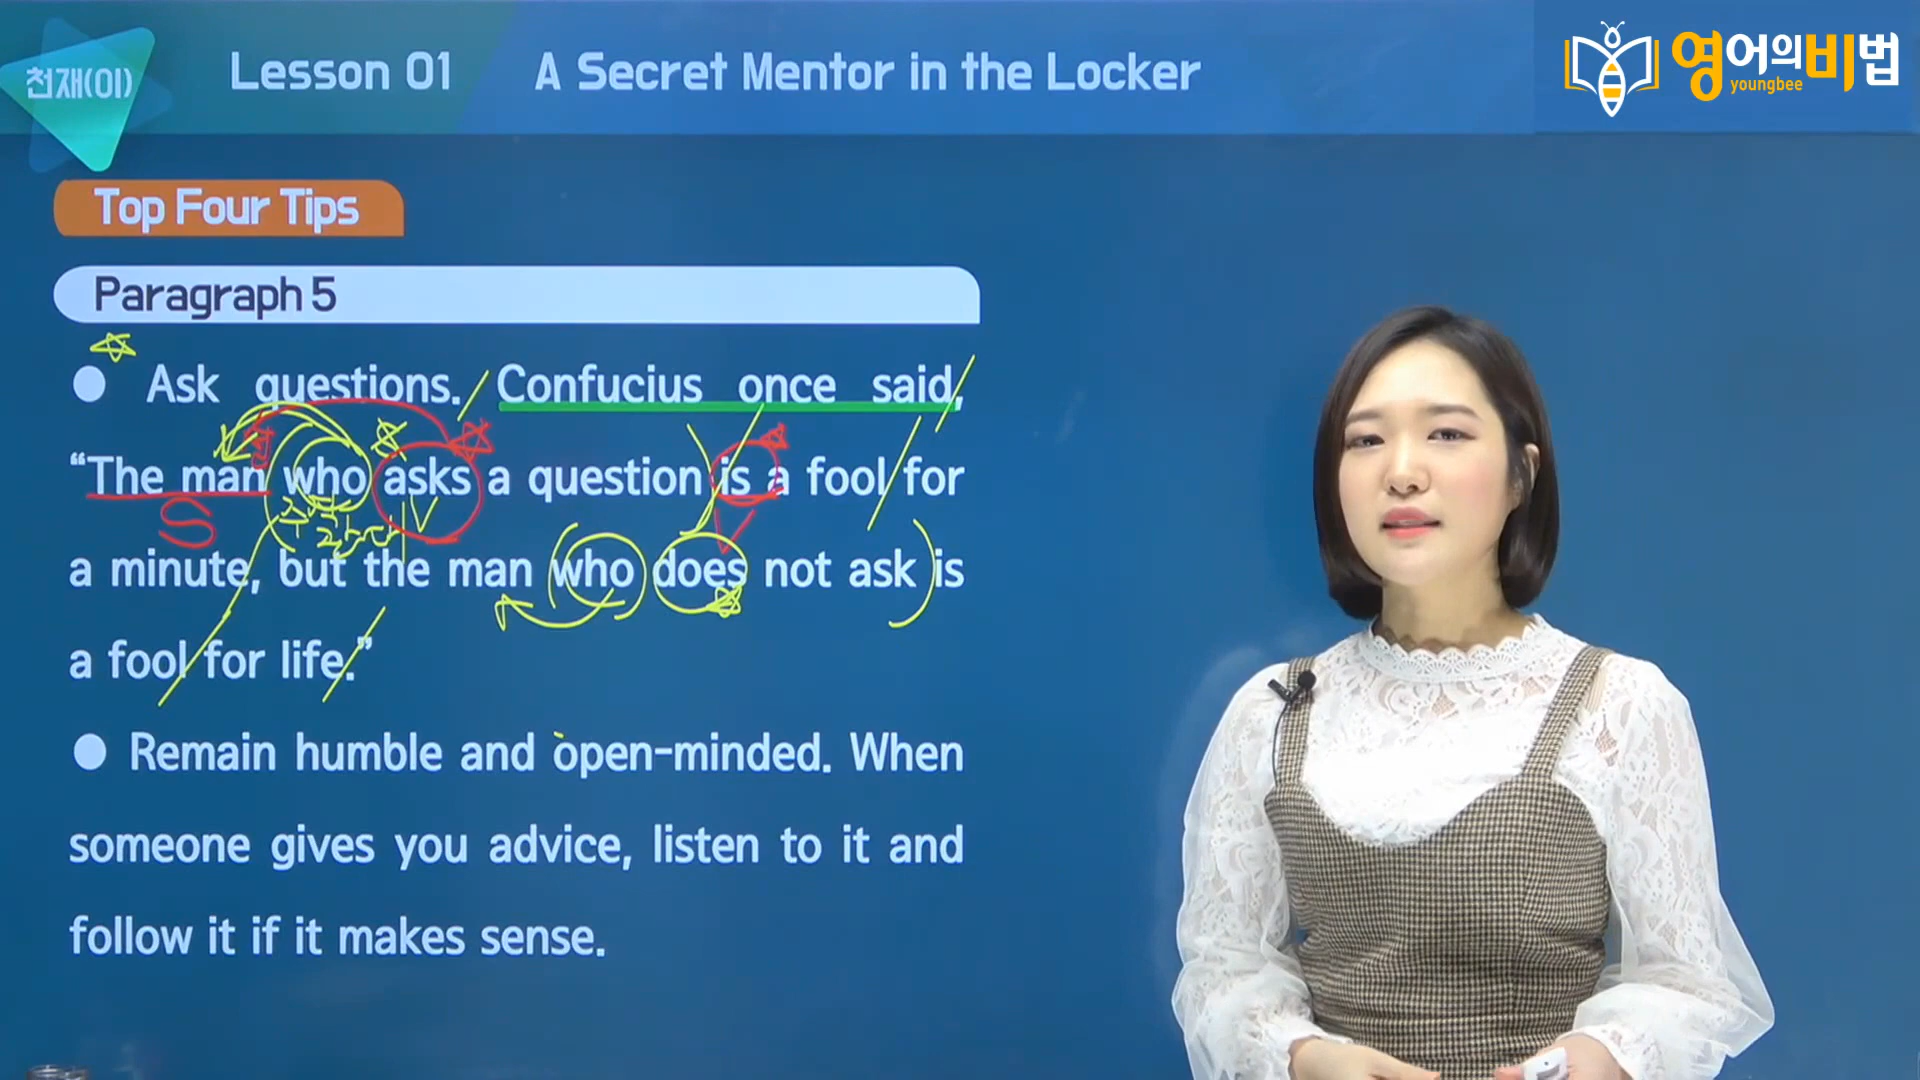 천재(이)
Lesson 01 A Secret Mentor in the Locker
영어의비법
youngbee
Top Four Tips
Paragraph 5
● Ask questions. Confucius once said,
“The man who asks a question is a fool for
S
V
V
a minute, but the man who does not ask is
a fool for life.”
● Remain humble and open-minded. When
someone gives you advice, listen to it and
follow it if it makes sense.